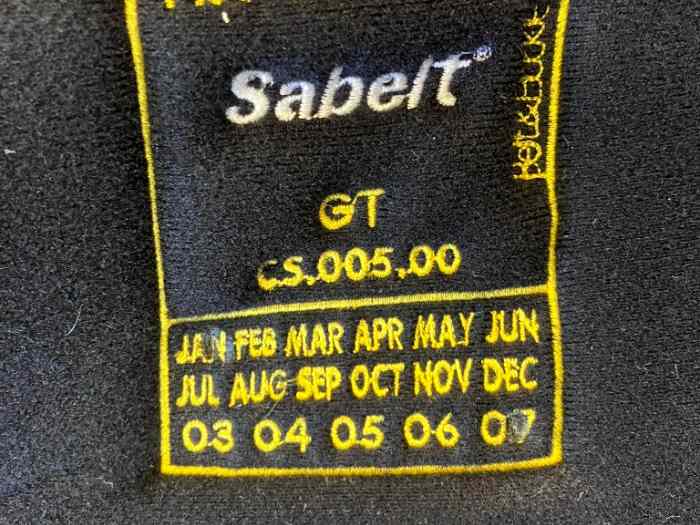 Sabelt®
GT
CS.005.00
JAN FEB MAR APR MAY JUN
JUL AUG SEP OCT NOV DEC
03 04 05 06 07